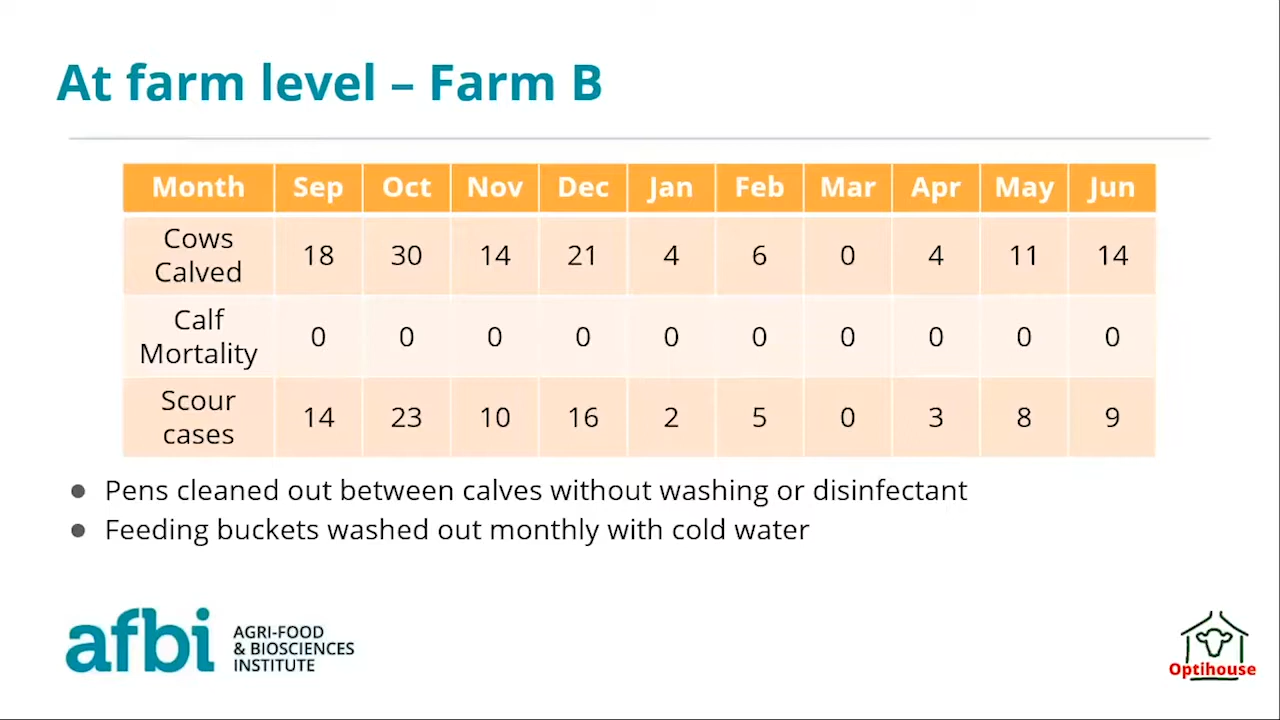 At farm level – Farm B
Month Sep Oct Nov Dec Jan Feb Mar Apr May Jun
Cows Calved 18 30 14 21 4 6 0 4 11 14
Calf Mortality 0 0 0 0 0 0 0 0 0 0
Scour cases 14 23 10 16 2 5 0 3 8 9
● Pens cleaned out between calves without washing or disinfectant
● Feeding buckets washed out monthly with cold water
afbi
AGRI-FOOD
& BIOSCIENCES
INSTITUTE
Optihouse